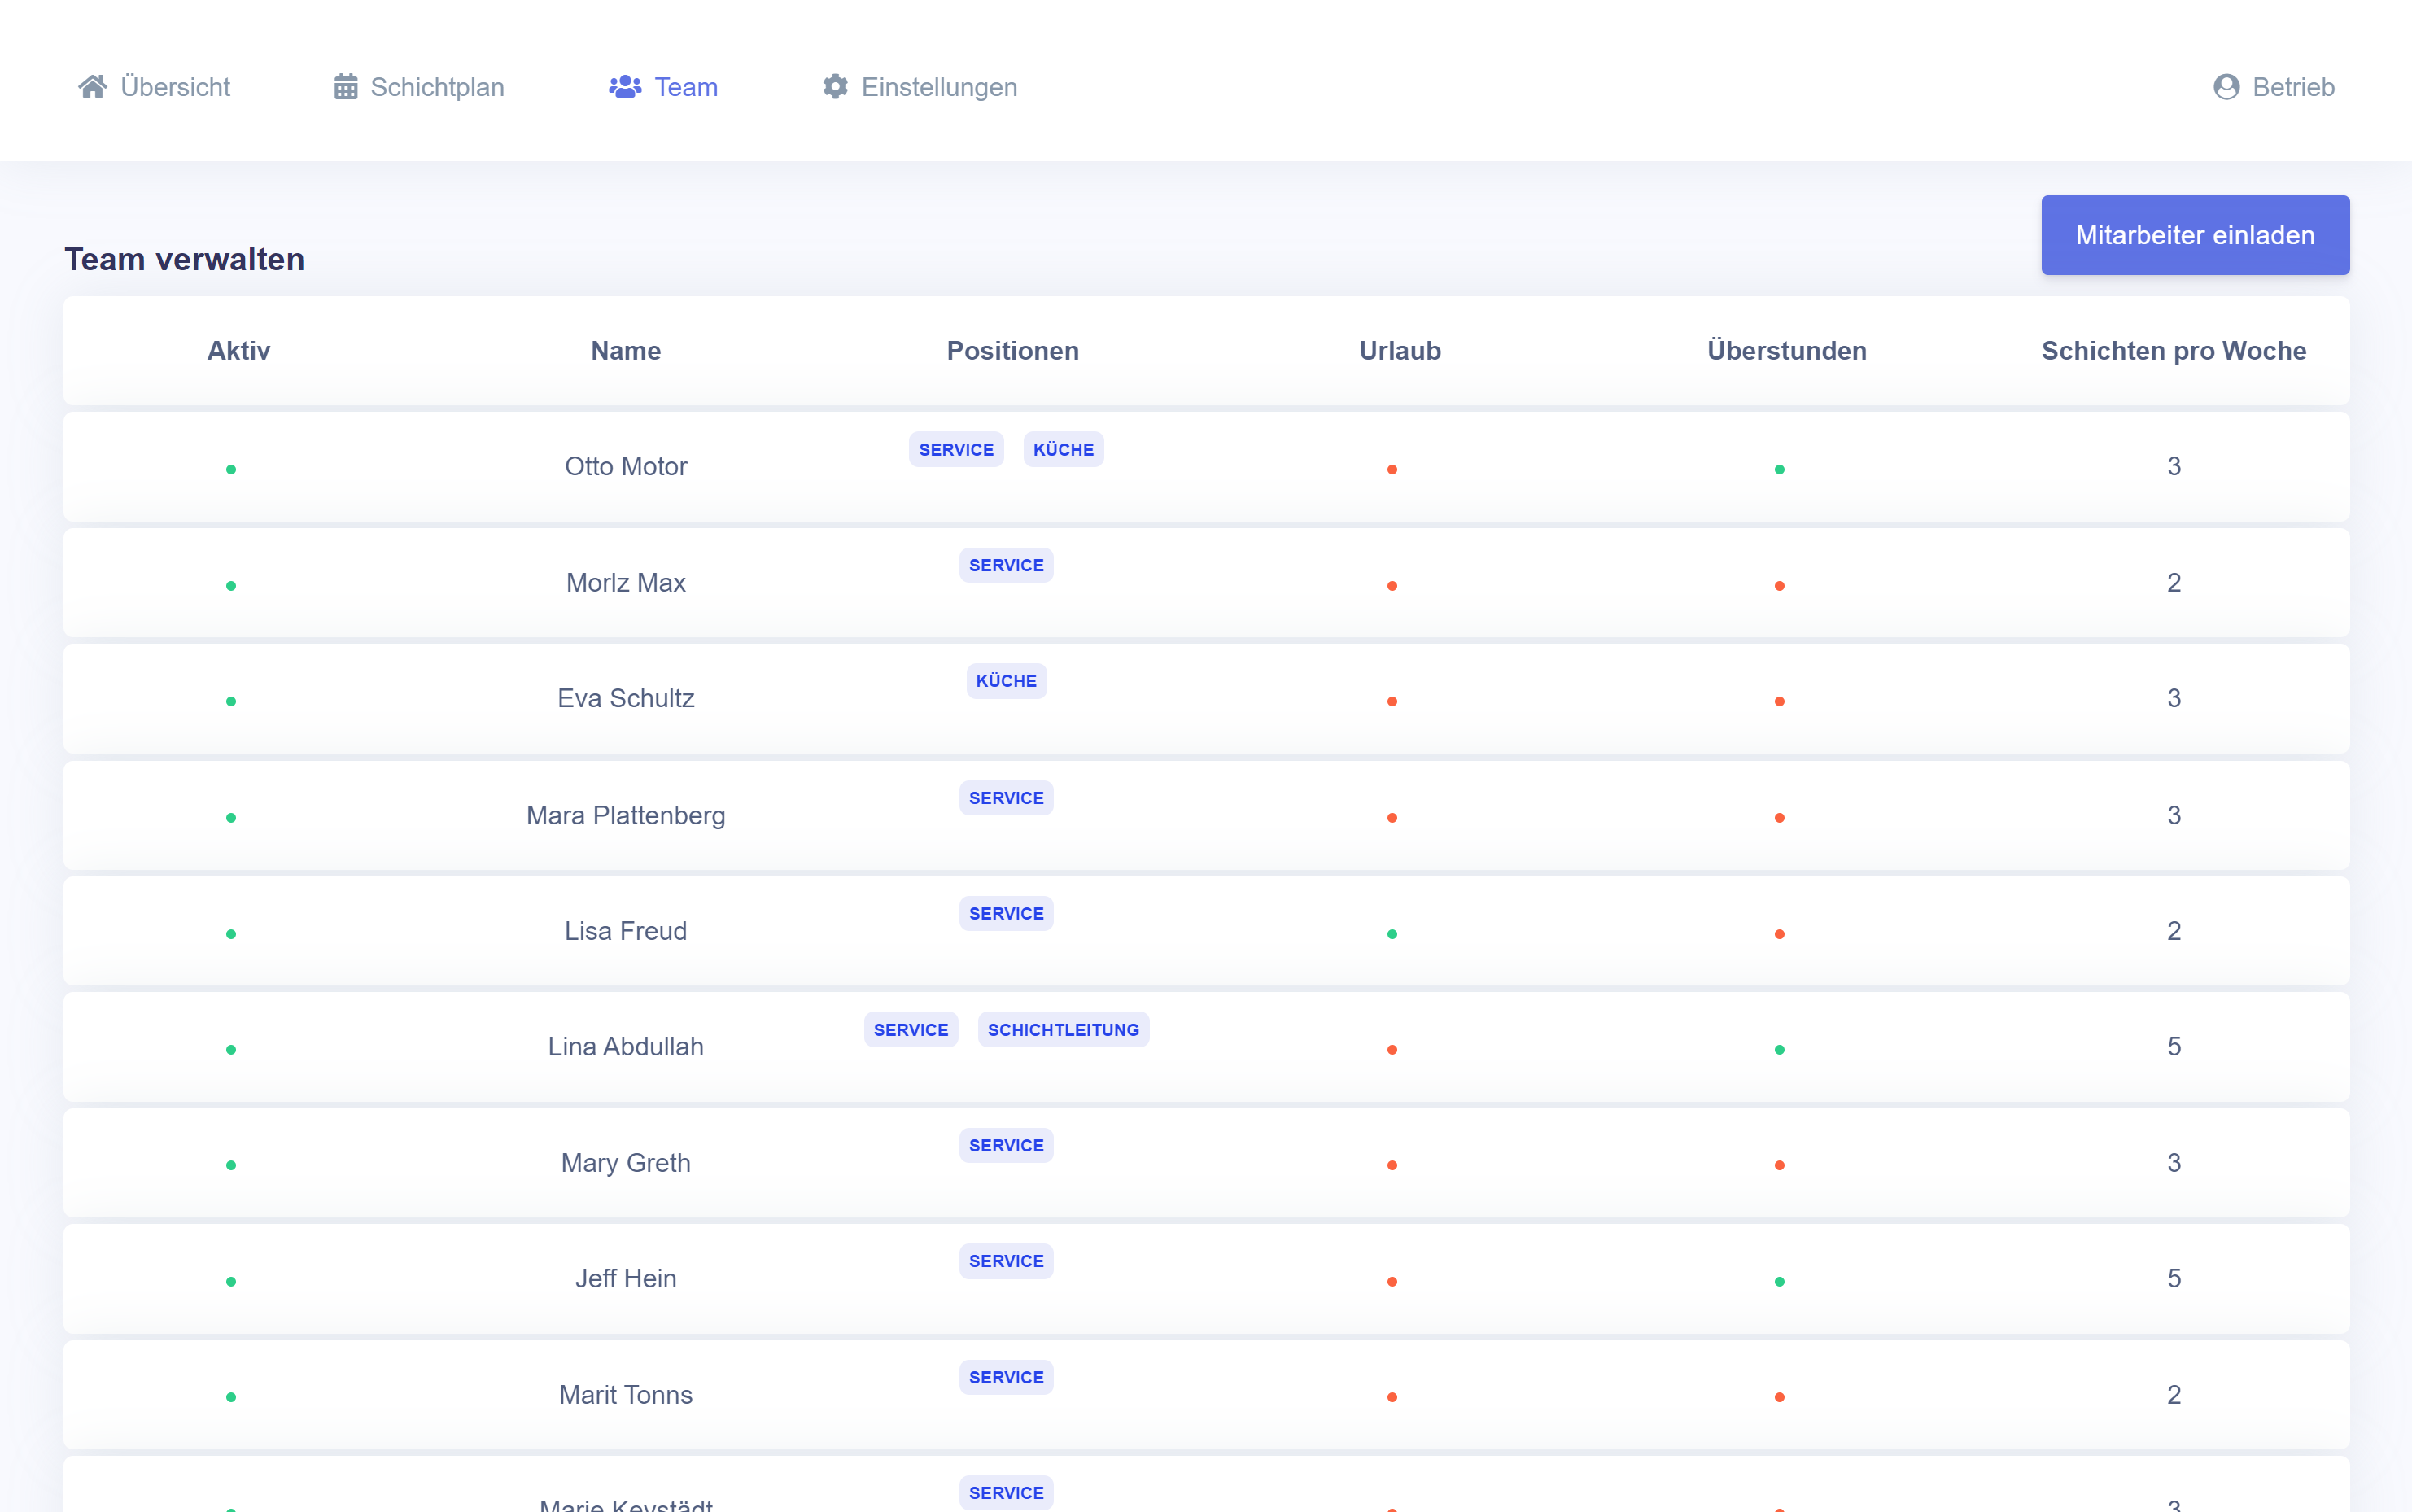 Übersicht Schichtplan Team Einstellungen Betrieb
Mitarbeiter einladen
Team verwalten
Aktiv Name Positionen Urlaub Überstunden Schichten pro Woche
SERVICE KÜCHE
Otto Motor 3
SERVICE
Morlz Max 2
KÜCHE
Eva Schultz 3
SERVICE
Mara Plattenberg 3
SERVICE
Lisa Freud 2
SERVICE SCHICHTLEITUNG
Lina Abdullah 5
SERVICE
Mary Greth 3
SERVICE
Jeff Hein 5
SERVICE
Marit Tonns 2
SERVICE
Marie Keystädt 3